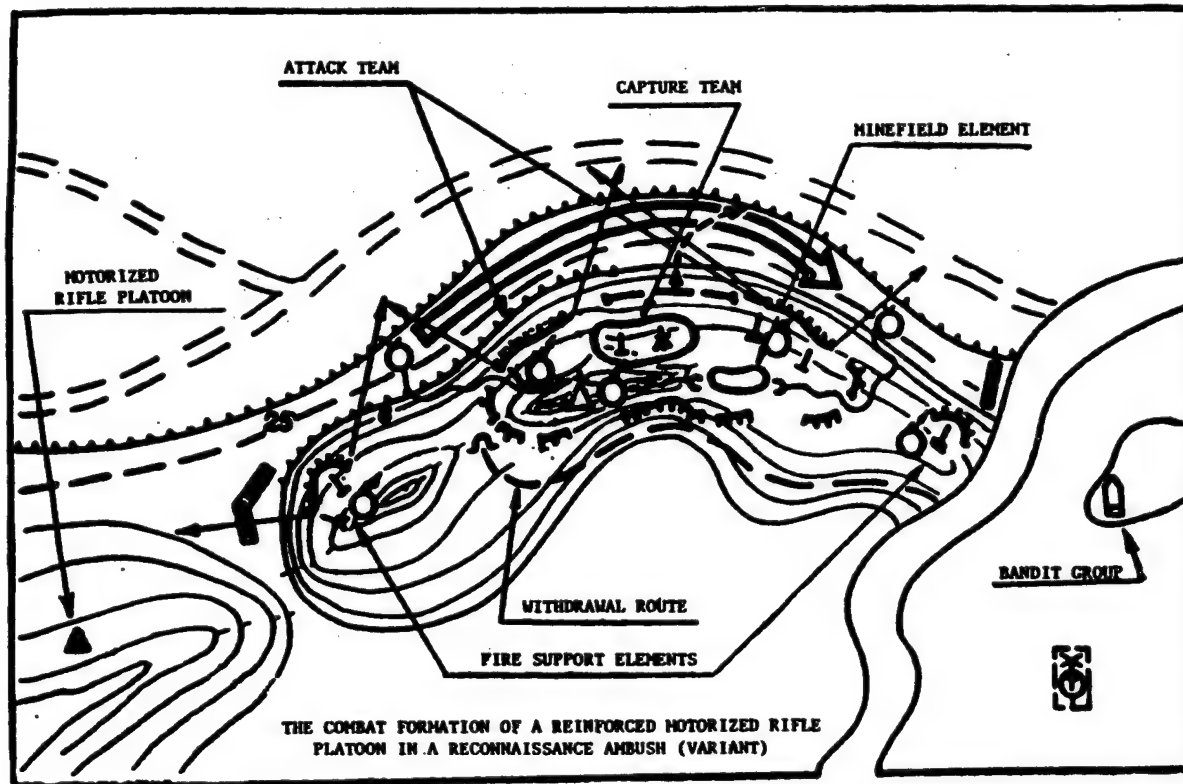 ATTACK TEAM
CAPTURE TEAM
MINEFIELD ELEMENT
MOTORIZED
RIFLE PLATOON
25
BANDIT GROUP
WITHDRAWAL ROUTE
FIRE SUPPORT ELEMENTS
THE COMBAT FORMATION OF A REINFORCED MOTORIZED RIFLE
PLATOON IN A RECONNAISSANCE AMBUSH (VARIANT)